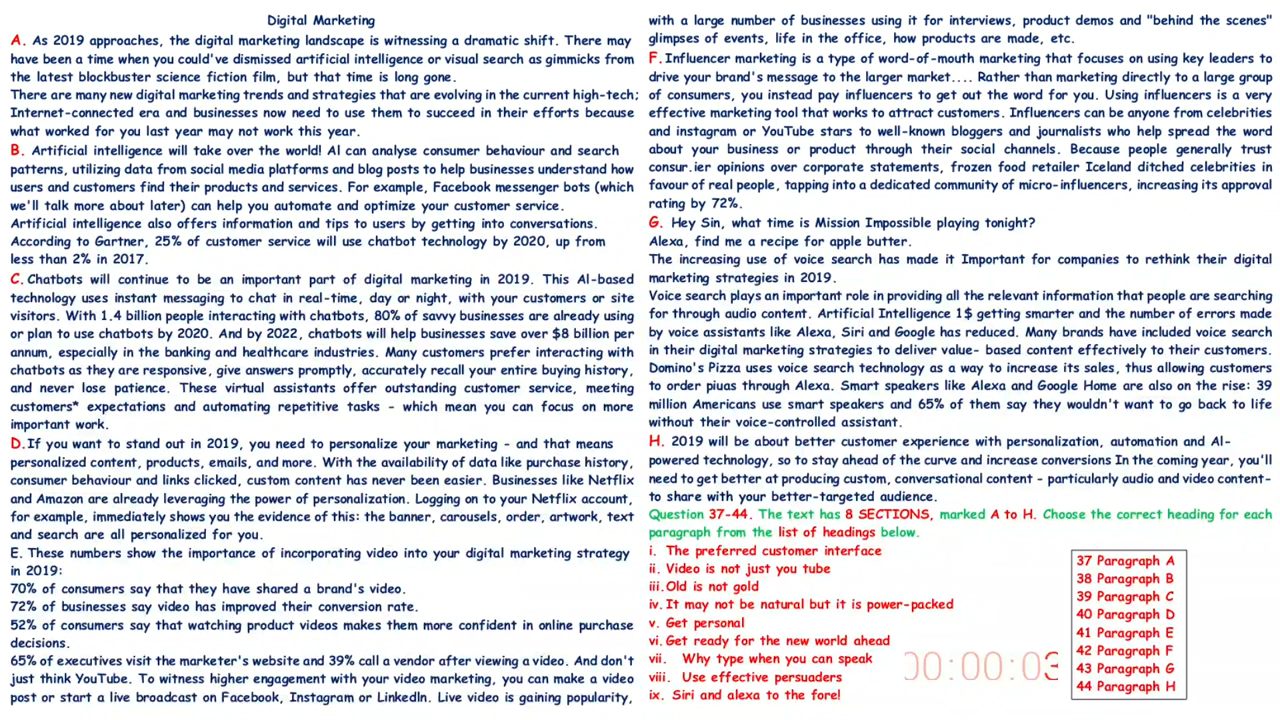 Digital Marketing
A. As 2019 approaches, the digital marketing landscape is witnessing a dramatic shift. There may
have been a time when you could've dismissed artificial intelligence or visual search as gimmicks from
the latest blockbuster science fiction film, but that time is long gone.
There are many new digital marketing trends and strategies that are evolving in the current high-tech;
Internet-connected era and businesses now need to use them to succeed in their efforts because
what worked for you last year may not work this year.
B. Artificial intelligence will take over the world! AI can analyse consumer behaviour and search
patterns, utilizing data from social media platforms and blog posts to help businesses understand how
users and customers find their products and services. For example, Facebook messenger bots (which
we'll talk more about later) can help you automate and optimize your customer service.
Artificial intelligence also offers information and tips to users by getting into conversations.
According to Gartner, 25% of customer service will use chatbot technology by 2020, up from
less than 2% in 2017.
C. Chatbots will continue to be an important part of digital marketing in 2019. This AI-based
technology uses instant messaging to chat in real-time, day or night, with your customers or site
visitors. With 1.4 billion people interacting with chatbots, 80% of savvy businesses are already using
or plan to use chatbots by 2020. And by 2022, chatbots will help businesses save over $8 billion per
annum, especially in the banking and healthcare industries. Many customers prefer interacting with
chatbots as they are responsive, give answers promptly, accurately recall your entire buying history,
and never lose patience. These virtual assistants offer outstanding customer service, meeting
customers* expectations and automating repetitive tasks - which mean you can focus on more
important work.
D. If you want to stand out in 2019, you need to personalize your marketing - and that means
personalized content, products, emails, and more. With the availability of data like purchase history,
consumer behaviour and links clicked, custom content has never been easier. Businesses like Netflix
and Amazon are already leveraging the power of personalization. Logging on to your Netflix account,
for example, immediately shows you the evidence of this: the banner, carousels, order, artwork, text
and search are all personalized for you.
E. These numbers show the importance of incorporating video into your digital marketing strategy
in 2019:
70% of consumers say that they have shared a brand's video.
72% of businesses say video has improved their conversion rate.
52% of consumers say that watching product videos makes them more confident in online purchase
decisions.
65% of executives visit the marketer's website and 39% call a vendor after viewing a video. And don't
just think YouTube. To witness higher engagement with your video marketing, you can make a video
post or start a live broadcast on Facebook, Instagram or LinkedIn. Live video is gaining popularity,
with a large number of businesses using it for interviews, product demos and "behind the scenes"
glimpses of events, life in the office, how products are made, etc.
F. Influencer marketing is a type of word-of-mouth marketing that focuses on using key leaders to
drive your brand's message to the larger market.... Rather than marketing directly to a large group
of consumers, you instead pay influencers to get out the word for you. Using influencers is a very
effective marketing tool that works to attract customers. Influencers can be anyone from celebrities
and instagram or YouTube stars to well-known bloggers and journalists who help spread the word
about your business or product through their social channels. Because people generally trust
consur.ier opinions over corporate statements, frozen food retailer Iceland ditched celebrities in
favour of real people, tapping into a dedicated community of micro-influencers, increasing its approval
rating by 72%.
G. Hey Sin, what time is Mission Impossible playing tonight?
Alexa, find me a recipe for apple butter.
The increasing use of voice search has made it Important for companies to rethink their digital
marketing strategies in 2019.
Voice search plays an important role in providing all the relevant information that people are searching
for through audio content. Artificial Intelligence 1$ getting smarter and the number of errors made
by voice assistants like Alexa, Siri and Google has reduced. Many brands have included voice search
in their digital marketing strategies to deliver value- based content effectively to their customers.
Domino's Pizza uses voice search technology as a way to increase its sales, thus allowing customers
to order piuas through Alexa. Smart speakers like Alexa and Google Home are also on the rise: 39
million Americans use smart speakers and 65% of them say they wouldn't want to go back to life
without their voice-controlled assistant.
H. 2019 will be about better customer experience with personalization, automation and AI-
powered technology, so to stay ahead of the curve and increase conversions In the coming year, you'll
need to get better at producing custom, conversational content - particularly audio and video content-
to share with your better-targeted audience.
Question 37-44. The text has 8 SECTIONS, marked A to H. Choose the correct heading for each
paragraph from the list of headings below.
i. The preferred customer interface
ii. Video is not just you tube
iii. Old is not gold
iv. It may not be natural but it is power-packed
v. Get personal
vi. Get ready for the new world ahead
vii. Why type when you can speak
viii. Use effective persuaders
ix. Siri and alexa to the fore!
37 Paragraph A
38 Paragraph B
39 Paragraph C
40 Paragraph D
41 Paragraph E
42 Paragraph F
43 Paragraph G
44 Paragraph H
00:00:03